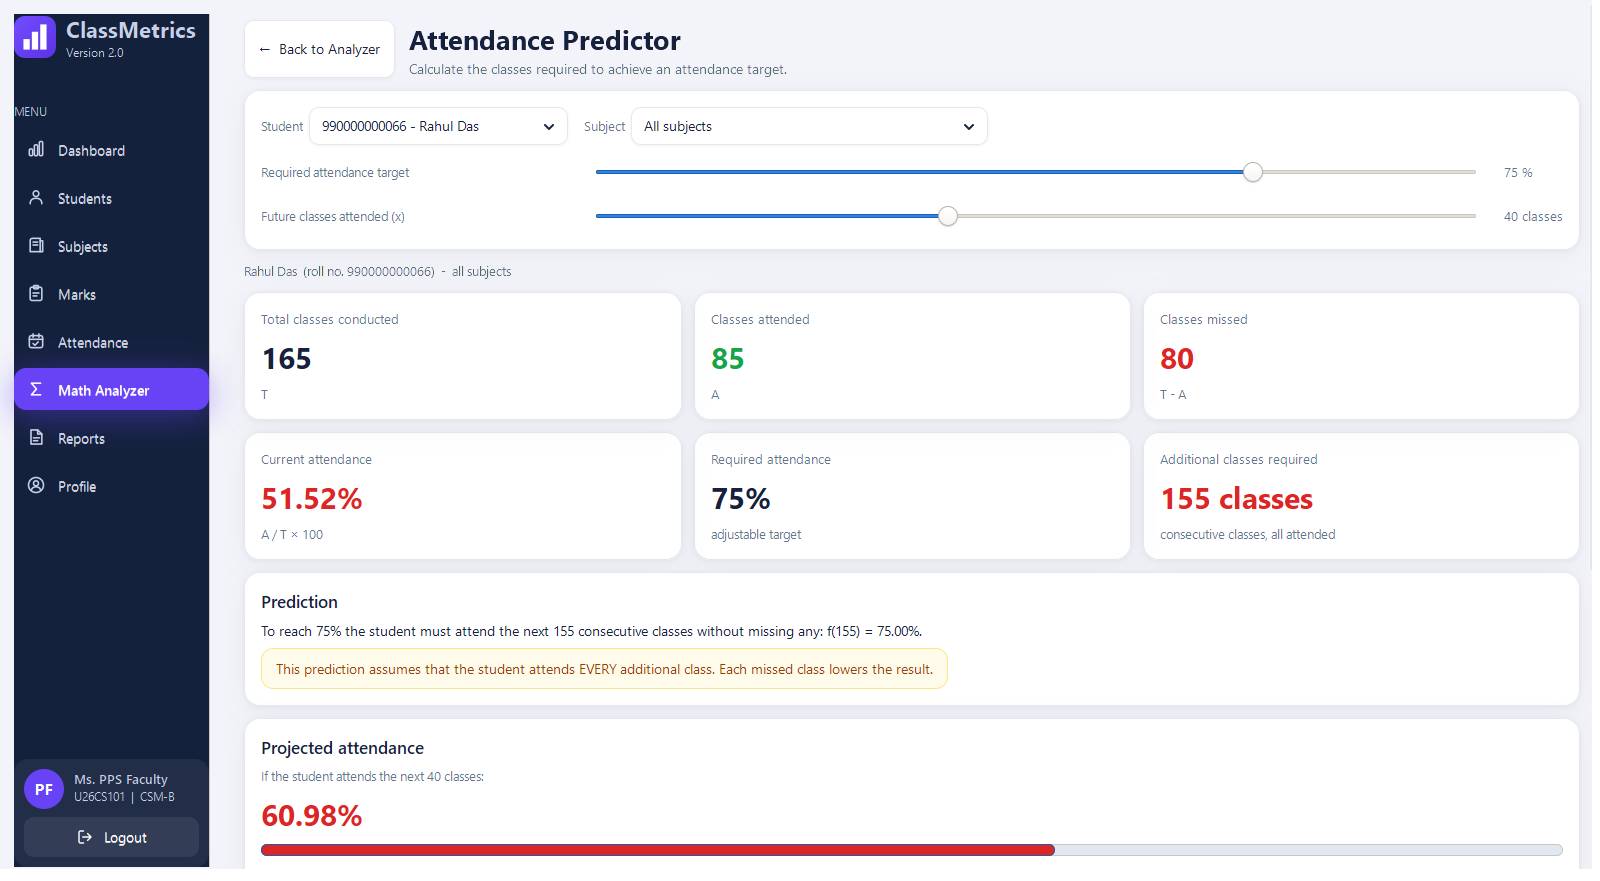 ClassMetrics
Version 2.0
MENU
Dashboard
Students
Subjects
Marks
Attendance
Math Analyzer
Reports
Profile
PF
Ms. PPS Faculty
U26CS101 | CSM-B
Logout
← Back to Analyzer
Attendance Predictor
Calculate the classes required to achieve an attendance target.
Student 990000000066 - Rahul Das Subject All subjects
Required attendance target 75 %
Future classes attended (x) 40 classes
Rahul Das (roll no. 990000000066) - all subjects
Total classes conducted
165
T
Classes attended
85
A
Classes missed
80
T - A
Current attendance
51.52%
A / T × 100
Required attendance
75%
adjustable target
Additional classes required
155 classes
consecutive classes, all attended
Prediction
To reach 75% the student must attend the next 155 consecutive classes without missing any: f(155) = 75.00%.
This prediction assumes that the student attends EVERY additional class. Each missed class lowers the result.
Projected attendance
If the student attends the next 40 classes:
60.98%